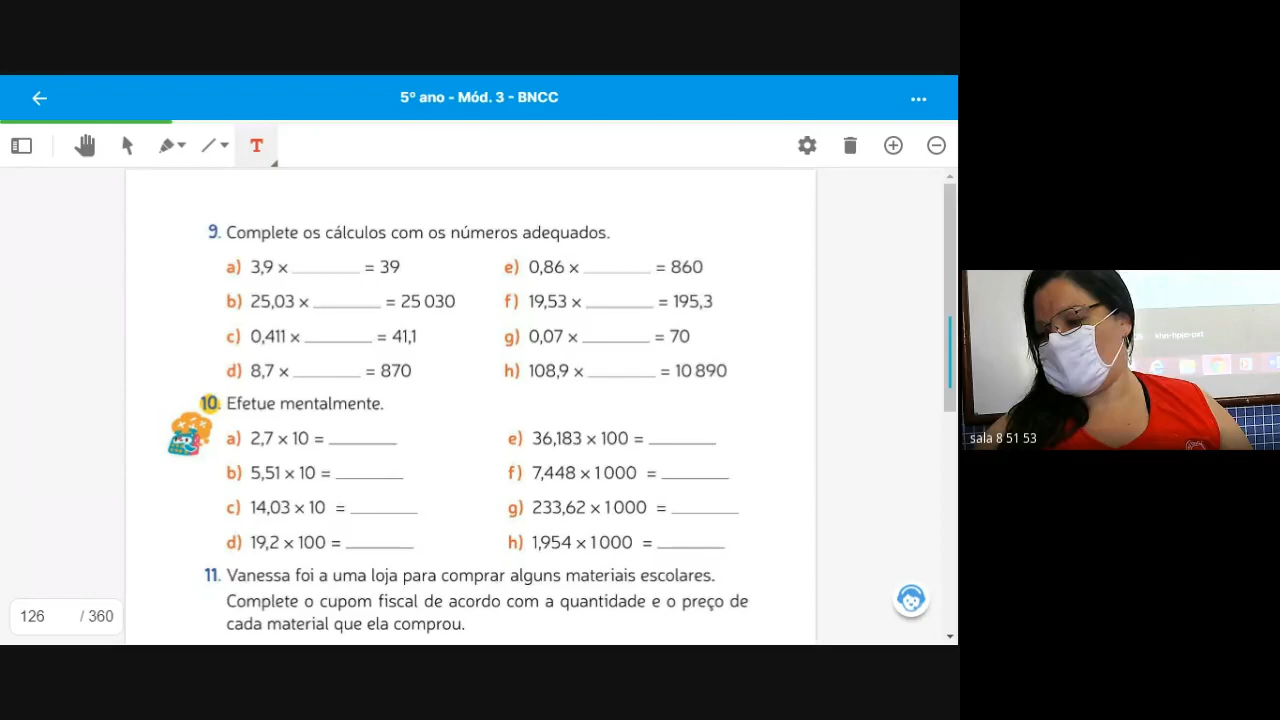 5º ano - Mód. 3 - BNCC
T
9. Complete os cálculos com os números adequados.
a) 3,9 × ________ = 39
e) 0,86 × ________ = 860
b) 25,03 × ________ = 25 030
f) 19,53 × ________ = 195,3
c) 0,411 × ________ = 41,1
g) 0,07 × ________ = 70
d) 8,7 × ________ = 870
h) 108,9 × ________ = 10 890
10. Efetue mentalmente.
a) 2,7 × 10 = ________
e) 36,183 × 100 = ________
b) 5,51 × 10 = ________
f) 7,448 × 1 000 = ________
c) 14,03 × 10 = ________
g) 233,62 × 1 000 = ________
d) 19,2 × 100 = ________
h) 1,954 × 1 000 = ________
11. Vanessa foi a uma loja para comprar alguns materiais escolares.
Complete o cupom fiscal de acordo com a quantidade e o preço de
cada material que ela comprou.
126 / 360
sala 8 51 53